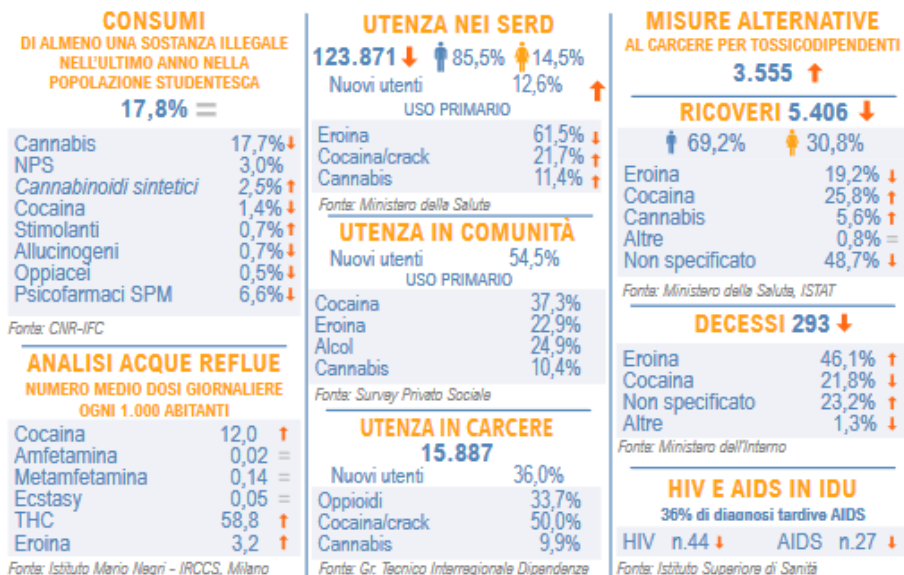 CONSUMI
DI ALMENO UNA SOSTANZA ILLEGALE
NELL'ULTIMO ANNO NELLA
POPOLAZIONE STUDENTESCA
17,8% =
Cannabis 17,7% ↓
NPS 3,0%
Cannabinoidi sintetici 2,5% ↑
Cocaina 1,4% ↓
Stimolanti 0,7% ↑
Allucinogeni 0,7% ↓
Oppiacei 0,5% ↓
Psicofarmaci SPM 6,6% ↓
Fonte: CNR-IFC
ANALISI ACQUE REFLUE
NUMERO MEDIO DOSI GIORNALIERE
OGNI 1.000 ABITANTI
Cocaina 12,0 ↑
Amfetamina 0,02 =
Metamfetamina 0,14 =
Ecstasy 0,05 =
THC 58,8 ↑
Eroina 3,2 ↑
Fonte: Istituto Mario Negri - IRCCS, Milano
UTENZA NEI SERD
123.871 ↓ 85,5% 14,5%
Nuovi utenti 12,6% ↑
USO PRIMARIO
Eroina 61,5% ↓
Cocaina/crack 21,7% ↑
Cannabis 11,4% ↑
Fonte: Ministero della Salute
UTENZA IN COMUNITÀ
Nuovi utenti 54,5%
USO PRIMARIO
Cocaina 37,3%
Eroina 22,9%
Alcol 24,9%
Cannabis 10,4%
Fonte: Survey Privato Sociale
UTENZA IN CARCERE
15.887
Nuovi utenti 36,0%
Oppioidi 33,7%
Cocaina/crack 50,0%
Cannabis 9,9%
Fonte: Gr. Tecnico Interregionale Dipendenze
MISURE ALTERNATIVE
AL CARCERE PER TOSSICODIPENDENTI
3.555 ↑
RICOVERI 5.406 ↓
69,2% 30,8%
Eroina 19,2% ↓
Cocaina 25,8% ↑
Cannabis 5,6% ↑
Altre 0,8% =
Non specificato 48,7% ↓
Fonte: Ministero della Salute, ISTAT
DECESSI 293 ↓
Eroina 46,1% ↑
Cocaina 21,8% ↓
Non specificato 23,2% ↑
Altre 1,3% ↓
Fonte: Ministero dell'Interno
HIV E AIDS IN IDU
36% di diagnosi tardive AIDS
HIV n.44 ↓ AIDS n.27 ↓
Fonte: Istituto Superiore di Sanità